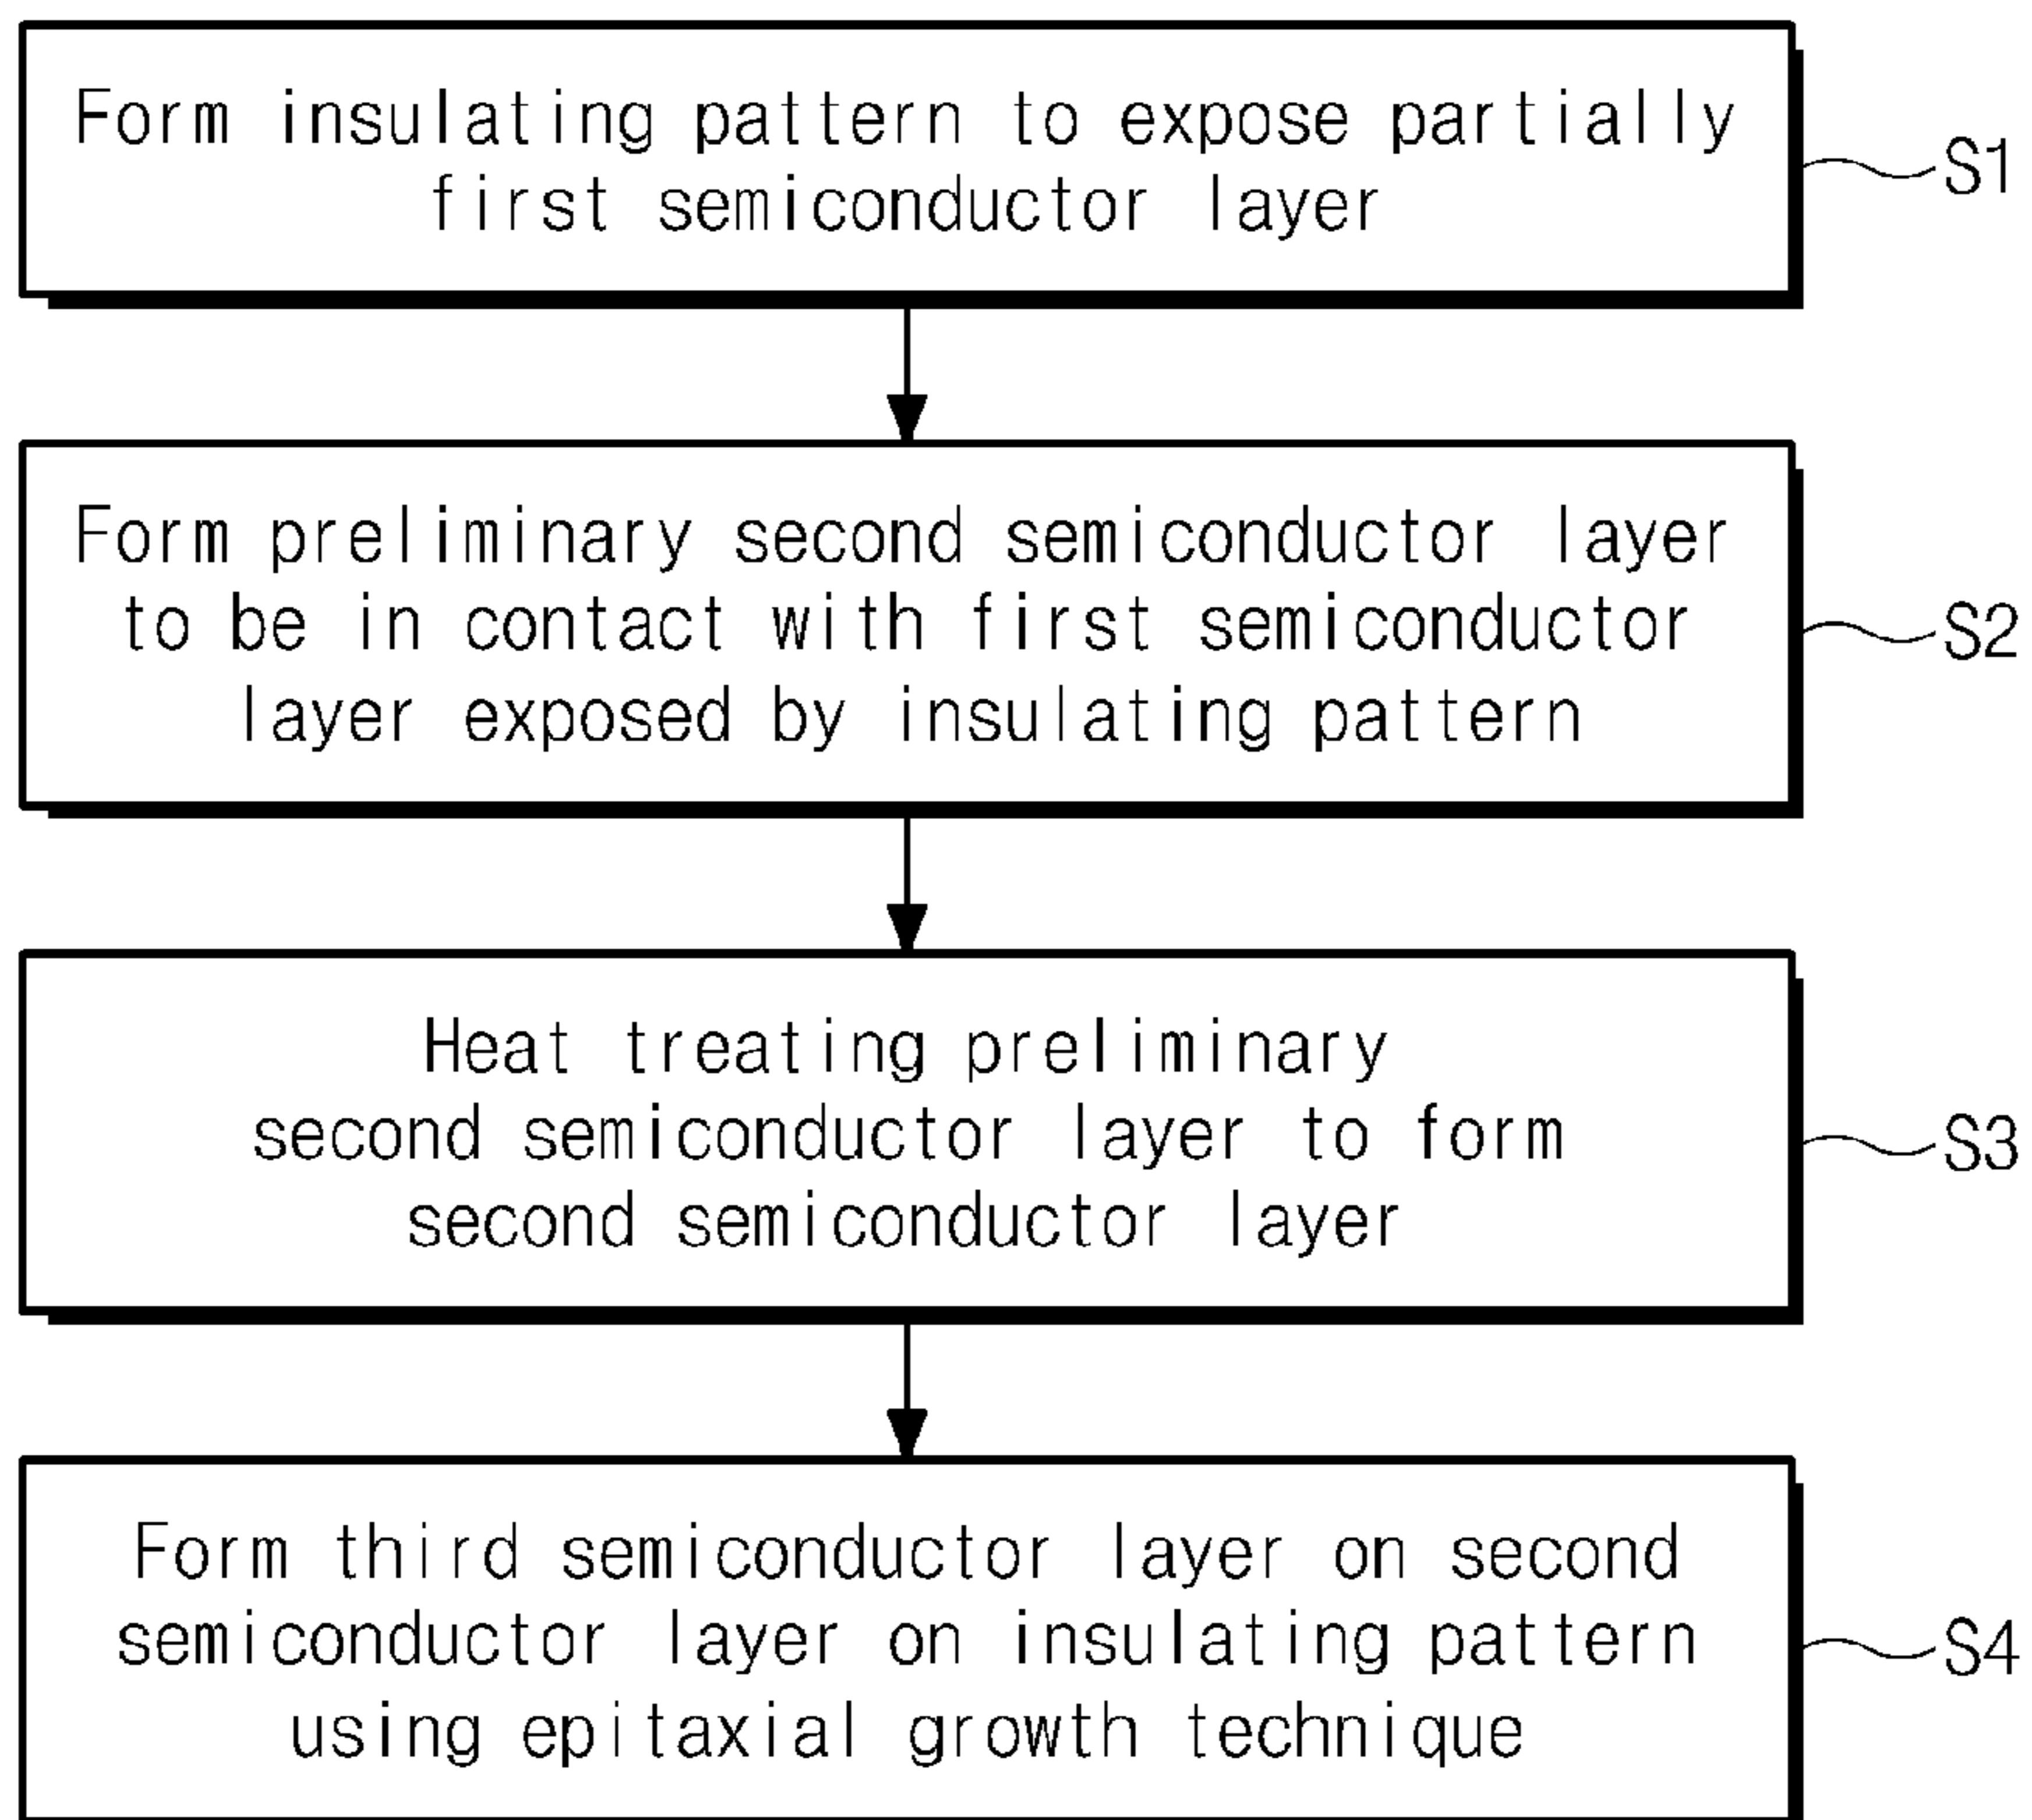 Form insulating pattern to expose partially
first semiconductor layer
S1
Form preliminary second semiconductor layer
to be in contact with first semiconductor
layer exposed by insulating pattern
S2
Heat treating preliminary
second semiconductor layer to form
second semiconductor layer
S3
Form third semiconductor layer on second
semiconductor layer on insulating pattern
using epitaxial growth technique
S4